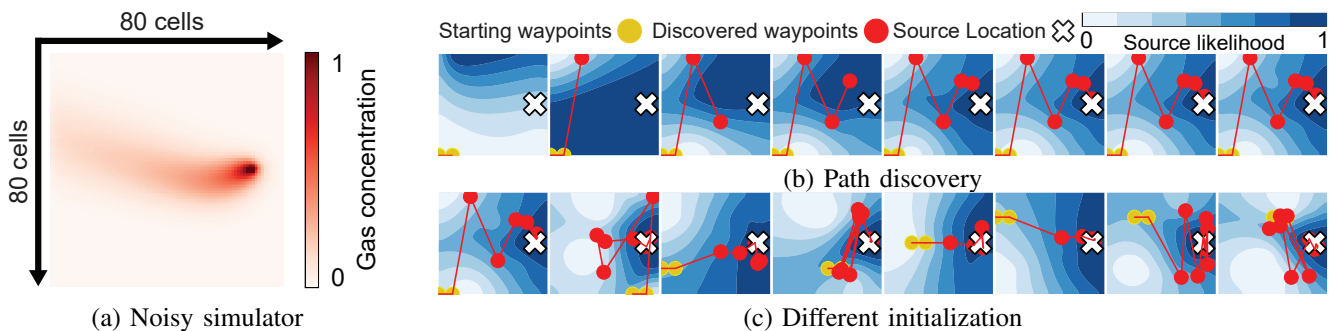 80 cells
80 cells
1
0
Gas concentration
(a) Noisy simulator
Starting waypoints
Discovered waypoints
Source Location
0
Source likelihood
1
(b) Path discovery
(c) Different initialization